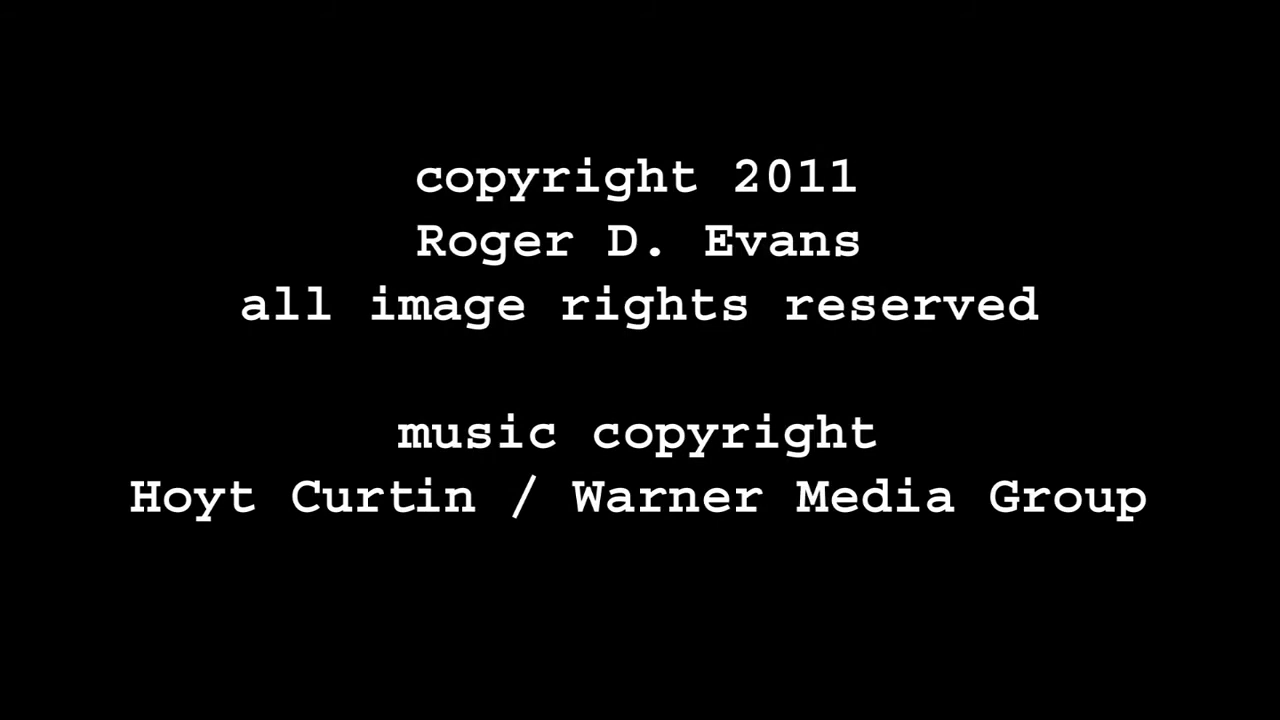 copyright 2011
Roger D. Evans
all image rights reserved
music copyright
Hoyt Curtin / Warner Media Group